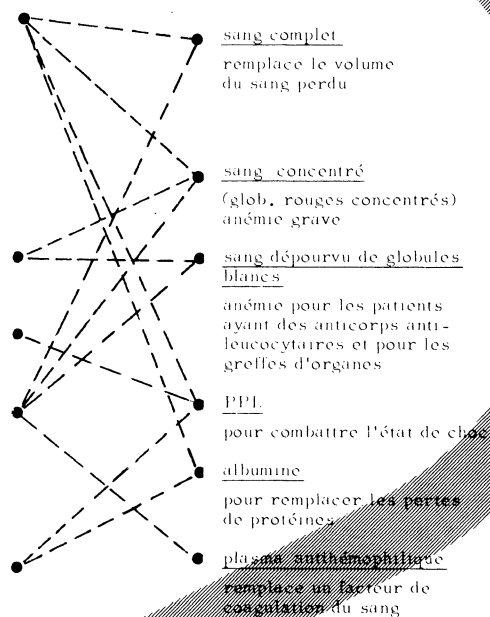 sang complet
remplace le volume
du sang perdu
sang concentré
(glob. rouges concentrés)
anémie grave
sang dépourvu de globules
blancs
anémie pour les patients
ayant des anticorps anti-
leucocytaires et pour les
greffes d'organes
PPL
pour combattre l'état de choc
albumine
pour remplacer les pertes
de protéines
plasma antihémophilique
remplace un facteur de
coagulation du sang